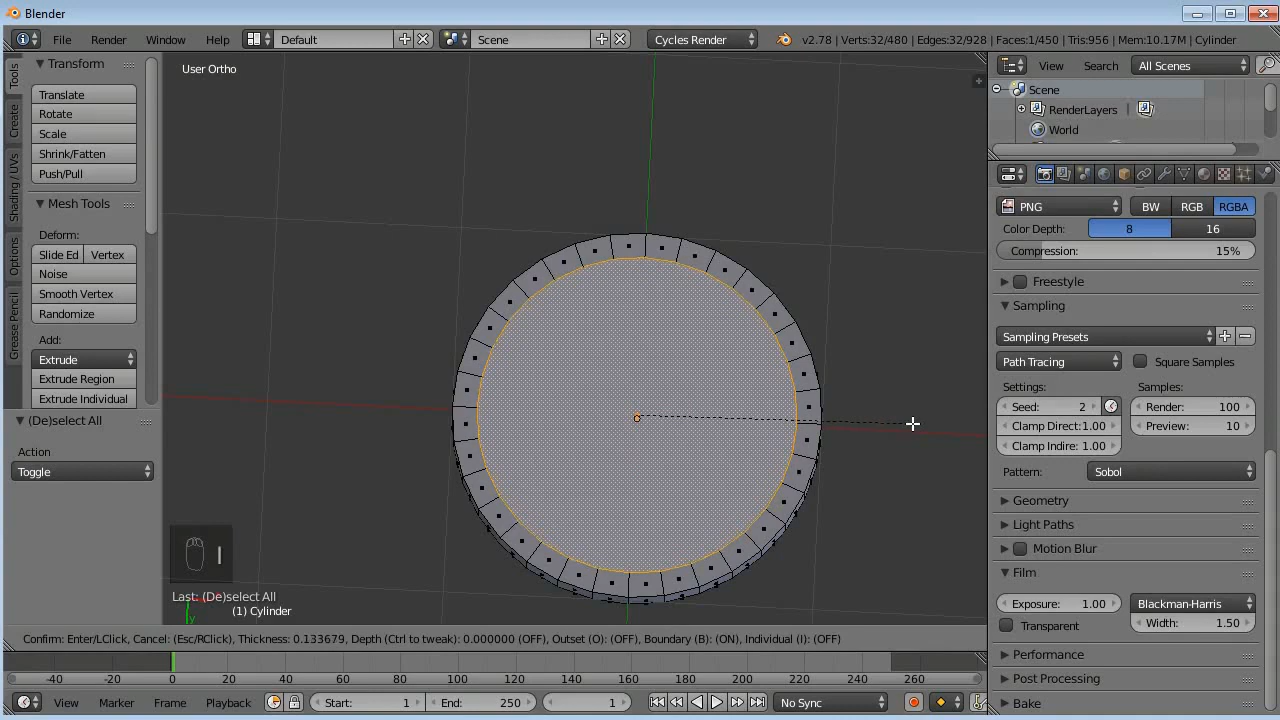 Blender
File Render Window Help Default Scene Cycles Render v2.78 | Verts:32/480 | Edges:32/928 | Faces:1/450 | Tris:956 | Mem:10.17M | Cylinder
Tools
Create
Shading / UVs
Options
Grease Pencil
Transform
Translate
Rotate
Scale
Shrink/Fatten
Push/Pull
Mesh Tools
Deform:
Slide Ed Vertex
Noise
Smooth Vertex
Randomize
Add:
Extrude
Extrude Region
Extrude Individual
(De)select All
Action
Toggle
User Ortho
I
Last: (De)select All
(1) Cylinder
y
Confirm: Enter/LClick, Cancel: (Esc/RClick), Thickness: 0.133679, Depth (Ctrl to tweak): 0.000000 (OFF), Outset (O): (OFF), Boundary (B): (ON), Individual (I): (OFF)
View Search All Scenes
Scene
RenderLayers
World
PNG BW RGB RGBA
Color Depth: 8 16
Compression: 15%
Freestyle
Sampling
Sampling Presets
Path Tracing Square Samples
Settings: Samples:
Seed: 2 Render: 100
Clamp Direct:1.00 Preview: 10
Clamp Indire: 1.00
Pattern: Sobol
Geometry
Light Paths
Motion Blur
Film
Exposure: 1.00 Blackman-Harris
Transparent Width: 1.50
Performance
Post Processing
Bake
-40 -20 0 20 40 60 80 100 120 140 160 180 200 220 240 260
View Marker Frame Playback Start: 1 End: 250 1 No Sync